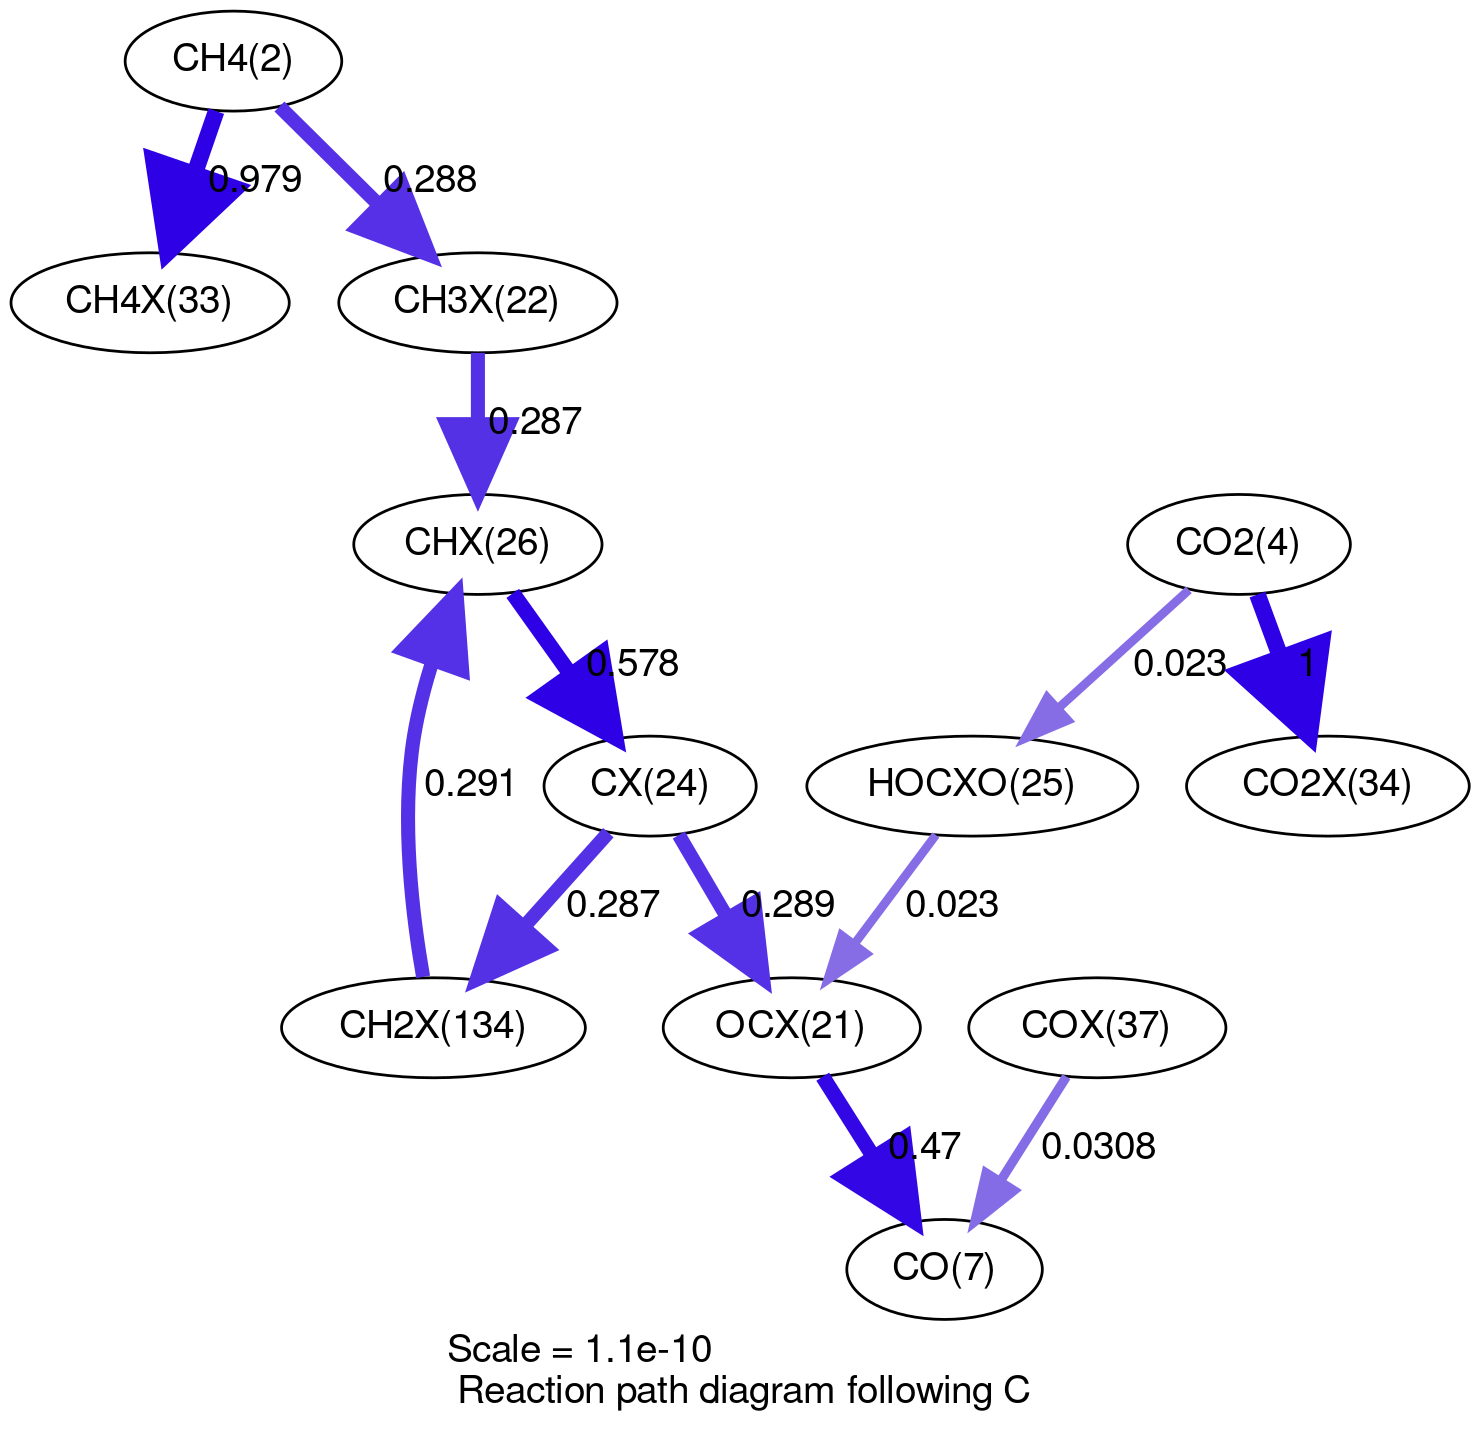 CH4(2)
0.979
0.288
CH4X(33)
CH3X(22)
0.287
CHX(26)
CO2(4)
0.578
0.023
1
0.291
CX(24)
HOCXO(25)
CO2X(34)
0.287
0.289
0.023
CH2X(134)
OCX(21)
COX(37)
0.47
0.0308
CO(7)
Scale = 1.1e-10
Reaction path diagram following C